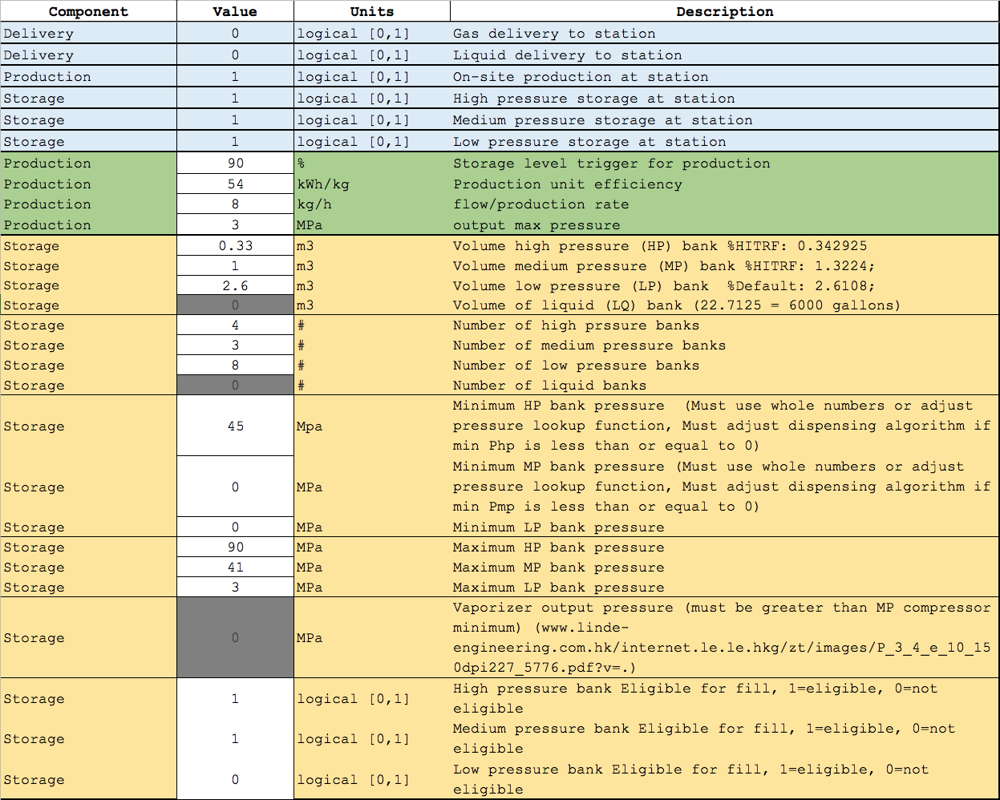 Component Value Units Description
Delivery 0 logical [0,1] Gas delivery to station
Delivery 0 logical [0,1] Liquid delivery to station
Production 1 logical [0,1] On-site production at station
Storage 1 logical [0,1] High pressure storage at station
Storage 1 logical [0,1] Medium pressure storage at station
Storage 1 logical [0,1] Low pressure storage at station
Production 90 % Storage level trigger for production
Production 54 kWh/kg Production unit efficiency
Production 8 kg/h flow/production rate
Production 3 MPa output max pressure
Storage 0.33 m3 Volume high pressure (HP) bank %HITRF: 0.342925
Storage 1 m3 Volume medium pressure (MP) bank %HITRF: 1.3224;
Storage 2.6 m3 Volume low pressure (LP) bank  %Default: 2.6108;
Storage 0 m3 Volume of liquid (LQ) bank (22.7125 = 6000 gallons)
Storage 4 # Number of high prssure banks
Storage 3 # Number of medium pressure banks
Storage 8 # Number of low pressure banks
Storage 0 # Number of liquid banks
Minimum HP bank pressure  (Must use whole numbers or adjust
Storage 45 Mpa pressure lookup function, Must adjust dispensing algorithm if
min Php is less than or equal to 0)
Minimum MP bank pressure (Must use whole numbers or adjust
Storage 0 MPa pressure lookup function, Must adjust dispensing algorithm if
min Pmp is less than or equal to 0)
Storage 0 MPa Minimum LP bank pressure
Storage 90 MPa Maximum HP bank pressure
Storage 41 MPa Maximum MP bank pressure
Storage 3 MPa Maximum LP bank pressure
Vaporizer output pressure (must be greater than MP compressor
minimum) (www.linde-
Storage 0 MPa engineering.com.hk/internet.le.le.hkg/zt/images/P_3_4_e_10_15
0dpi227_5776.pdf?v=.)
Storage 1 logical [0,1] High pressure bank Eligible for fill, 1=eligible, 0=not
eligible
Storage 1 logical [0,1] Medium pressure bank Eligible for fill, 1=eligible, 0=not
eligible
Storage 0 logical [0,1] Low pressure bank Eligible for fill, 1=eligible, 0=not
eligible